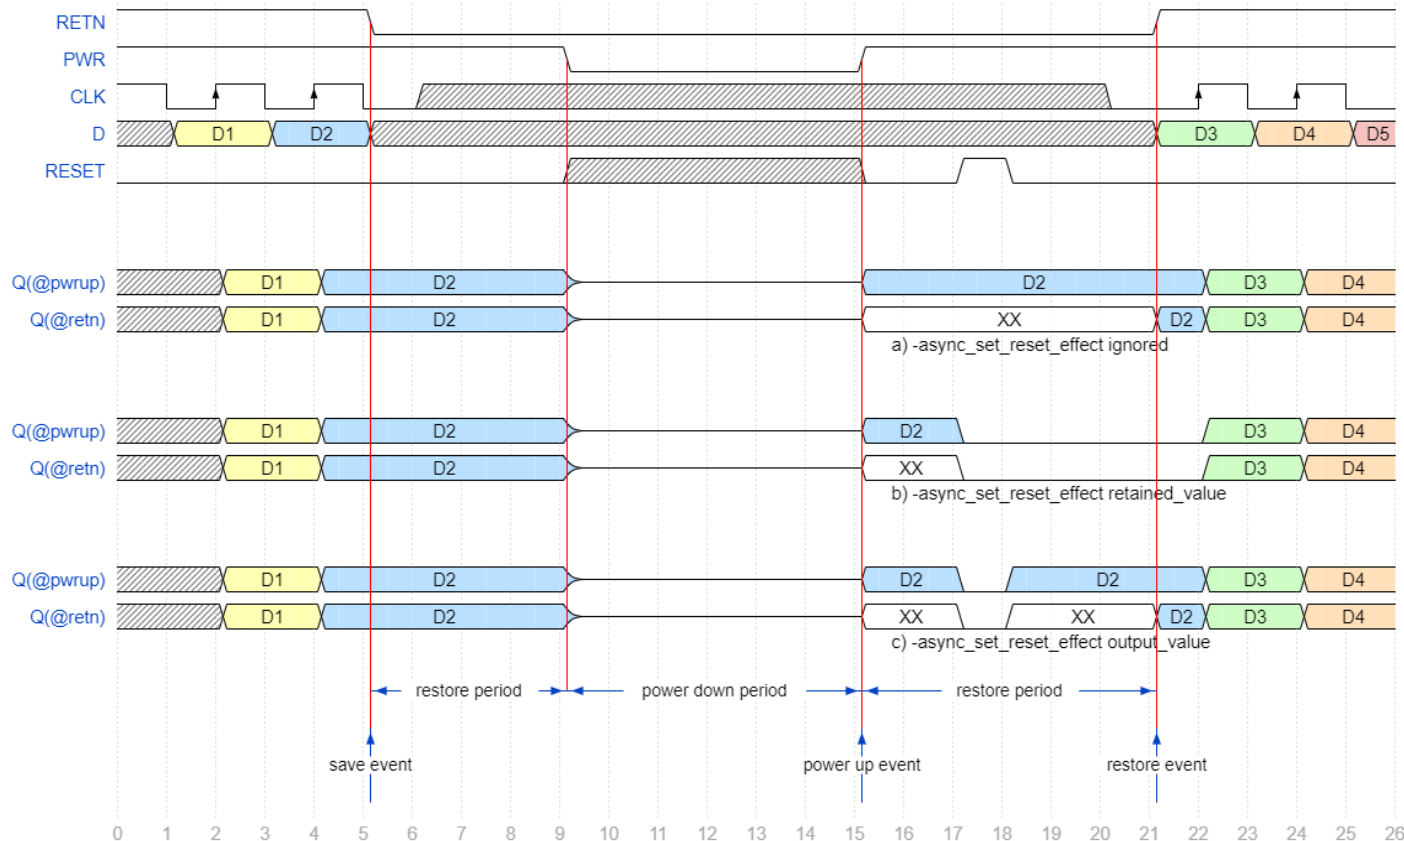 RETN
PWR
CLK
D D1 D2 D3 D4 D5
RESET
Q(@pwrup) D1 D2 D2 D3 D4
Q(@retn) D1 D2 XX D2 D3 D4
a) -async_set_reset_effect ignored
Q(@pwrup) D1 D2 D2 D3 D4
Q(@retn) D1 D2 XX D3 D4
b) -async_set_reset_effect retained_value
Q(@pwrup) D1 D2 D2 D2 D3 D4
Q(@retn) D1 D2 XX XX D2 D3 D4
c) -async_set_reset_effect output_value
restore period power down period restore period
save event power up event restore event
0 1 2 3 4 5 6 7 8 9 10 11 12 13 14 15 16 17 18 19 20 21 22 23 24 25 26